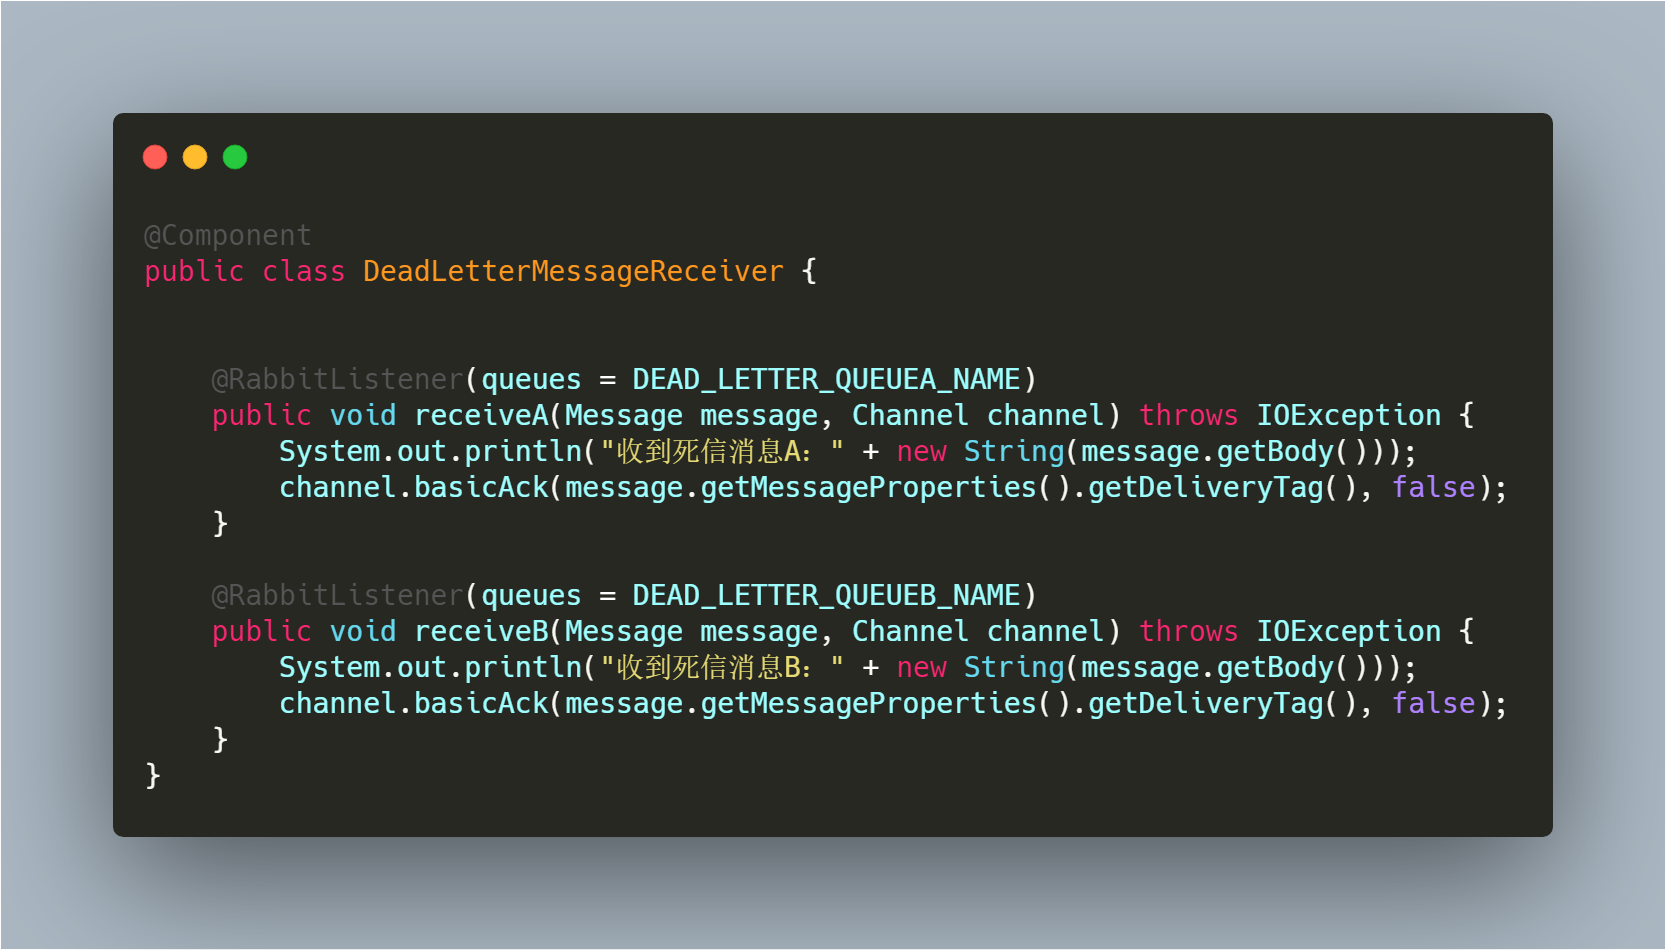 @Component
public class DeadLetterMessageReceiver {
    @RabbitListener(queues = DEAD_LETTER_QUEUEA_NAME)
    public void receiveA(Message message, Channel channel) throws IOException {
        System.out.println("收到死信消息A：" + new String(message.getBody()));
        channel.basicAck(message.getMessageProperties().getDeliveryTag(), false);
    }
    @RabbitListener(queues = DEAD_LETTER_QUEUEB_NAME)
    public void receiveB(Message message, Channel channel) throws IOException {
        System.out.println("收到死信消息B：" + new String(message.getBody()));
        channel.basicAck(message.getMessageProperties().getDeliveryTag(), false);
    }
}